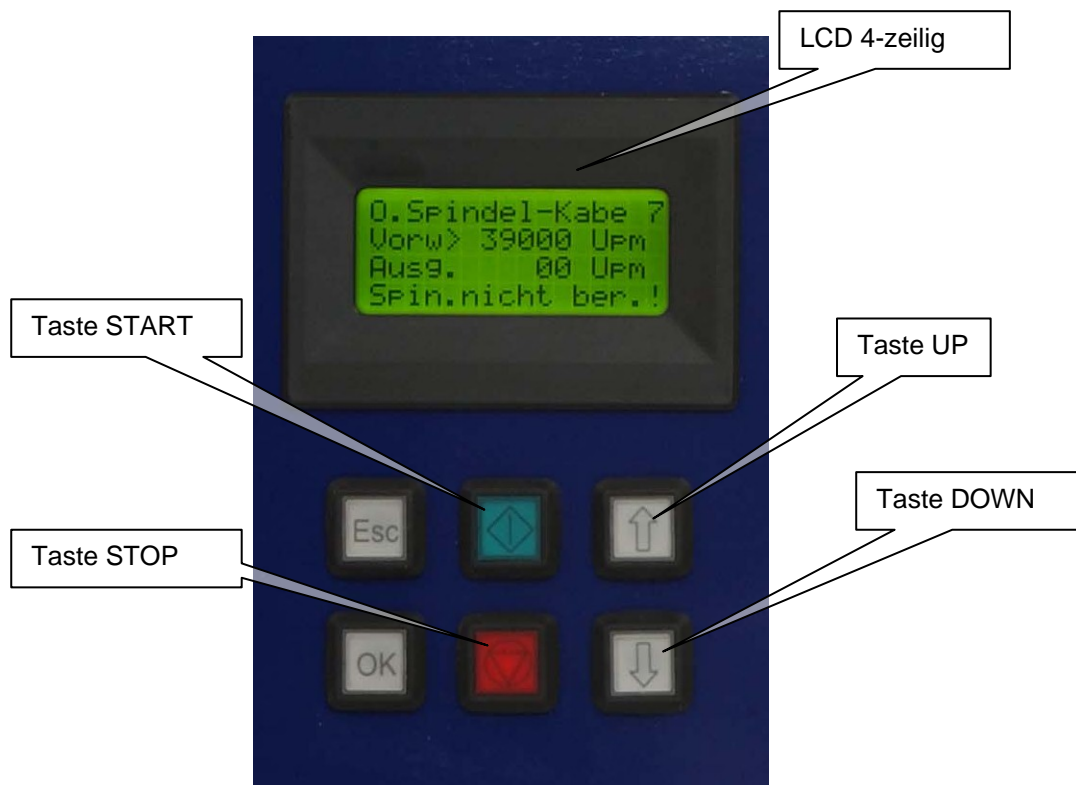 LCD 4-zeilig
O.Spindel-Kabe 7
Vorw> 39000 Upm
Ausg. 00 Upm
Spin.nicht ber.!
Taste START
Taste UP
Esc
Taste DOWN
Taste STOP
OK